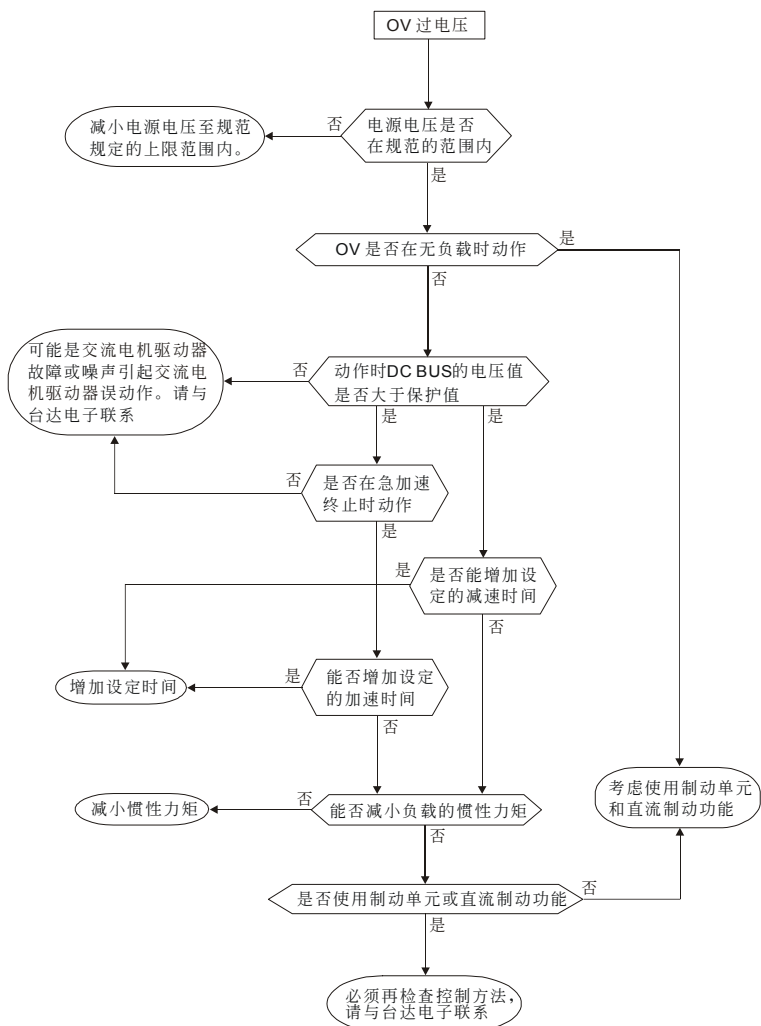 OV 过电压
否
减小电源电压至规范
规定的上限范围内。
电源电压是否
在规范的范围内
是
OV 是否在无负载时动作
是
否
可能是交流电机驱动器
故障或噪声引起交流电
机驱动器误动作。请与
台达电子联系
否
动作时DC BUS的电压值
是否大于保护值
是
是
否
是否在急加速
终止时动作
是
是
是否能增加设
定的减速时间
否
增加设定时间
是
能否增加设定
的加速时间
否
减小惯性力矩
否
能否减小负载的惯性力矩
否
考虑使用制动单元
和直流制动功能
是否使用制动单元或直流制动功能
否
是
必须再检查控制方法，
请与台达电子联系